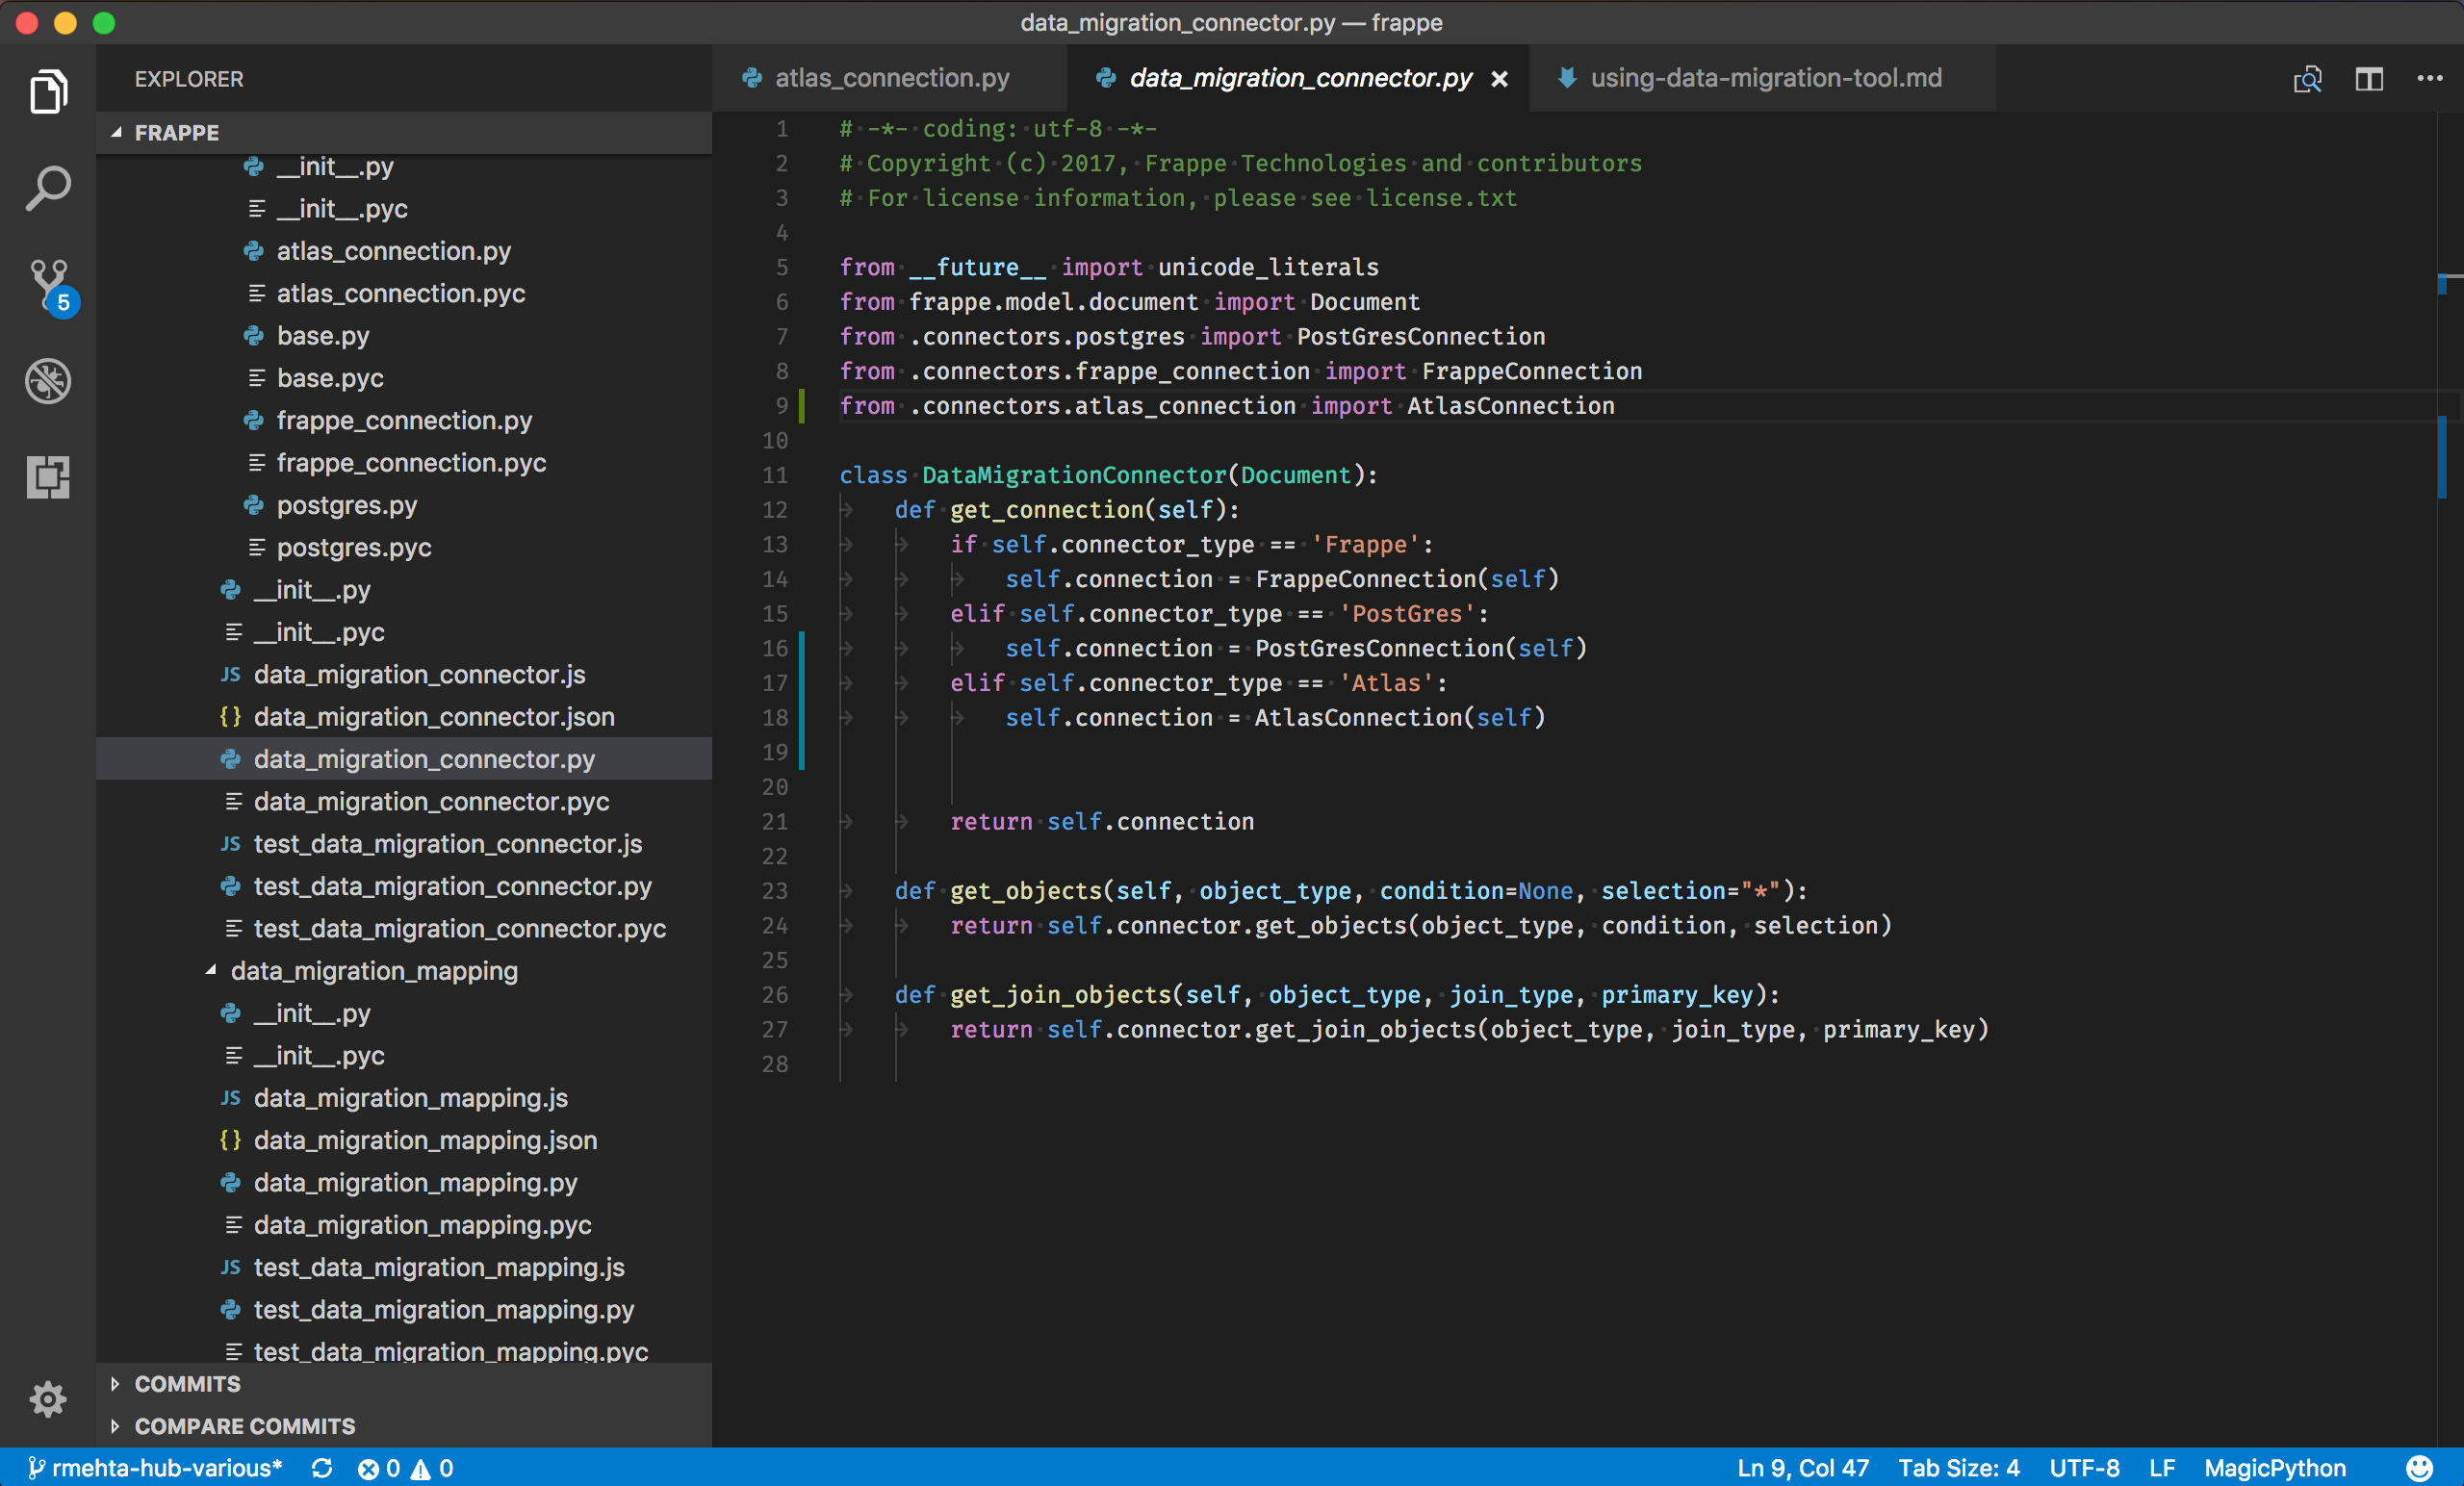 data_migration_connector.py — frappe
EXPLORER
FRAPPE
__init__.py
__init__.pyc
atlas_connection.py
atlas_connection.pyc
base.py
base.pyc
frappe_connection.py
frappe_connection.pyc
postgres.py
postgres.pyc
__init__.py
__init__.pyc
JS data_migration_connector.js
{} data_migration_connector.json
data_migration_connector.py
data_migration_connector.pyc
JS test_data_migration_connector.js
test_data_migration_connector.py
test_data_migration_connector.pyc
data_migration_mapping
__init__.py
__init__.pyc
JS data_migration_mapping.js
{} data_migration_mapping.json
data_migration_mapping.py
data_migration_mapping.pyc
JS test_data_migration_mapping.js
test_data_migration_mapping.py
test_data_migration_mapping.pyc
COMMITS
COMPARE COMMITS
5
atlas_connection.py data_migration_connector.py using-data-migration-tool.md
1 # -*- coding: utf-8 -*-
2 # Copyright (c) 2017, Frappe Technologies and contributors
3 # For license information, please see license.txt
4
5 from __future__ import unicode_literals
6 from frappe.model.document import Document
7 from .connectors.postgres import PostGresConnection
8 from .connectors.frappe_connection import FrappeConnection
9 from .connectors.atlas_connection import AtlasConnection
10
11 class DataMigrationConnector(Document):
12 def get_connection(self):
13 if self.connector_type == 'Frappe':
14 self.connection = FrappeConnection(self)
15 elif self.connector_type == 'PostGres':
16 self.connection = PostGresConnection(self)
17 elif self.connector_type == 'Atlas':
18 self.connection = AtlasConnection(self)
19
20
21 return self.connection
22
23 def get_objects(self, object_type, condition=None, selection="*"):
24 return self.connector.get_objects(object_type, condition, selection)
25
26 def get_join_objects(self, object_type, join_type, primary_key):
27 return self.connector.get_join_objects(object_type, join_type, primary_key)
28
rmehta-hub-various* 0 0 Ln 9, Col 47 Tab Size: 4 UTF-8 LF MagicPython